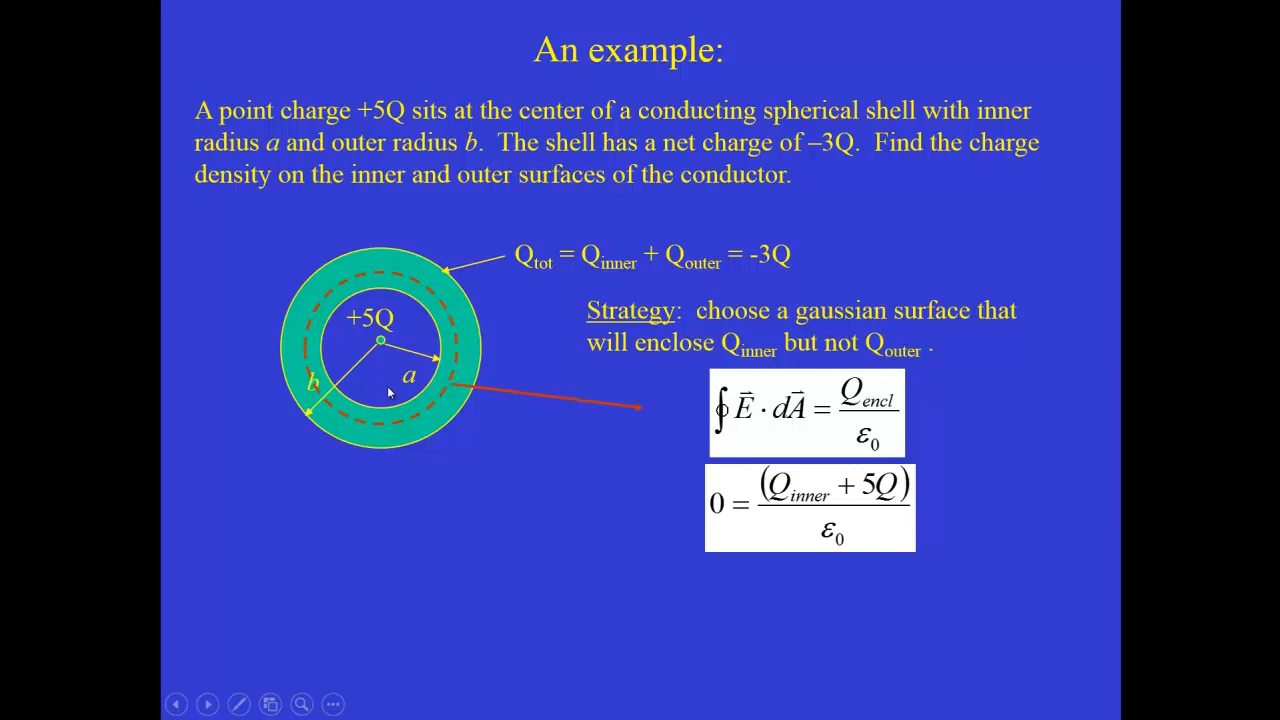 An example:
A point charge +5Q sits at the center of a conducting spherical shell with inner
radius a and outer radius b. The shell has a net charge of –3Q. Find the charge
density on the inner and outer surfaces of the conductor.
Q_tot = Q_inner + Q_outer = -3Q
+5Q
a
b
Strategy: choose a gaussian surface that
will enclose Q_inner but not Q_outer .
∮ E⃗ · dA⃗ = Q_encl / ε_0
0 = (Q_inner + 5Q) / ε_0